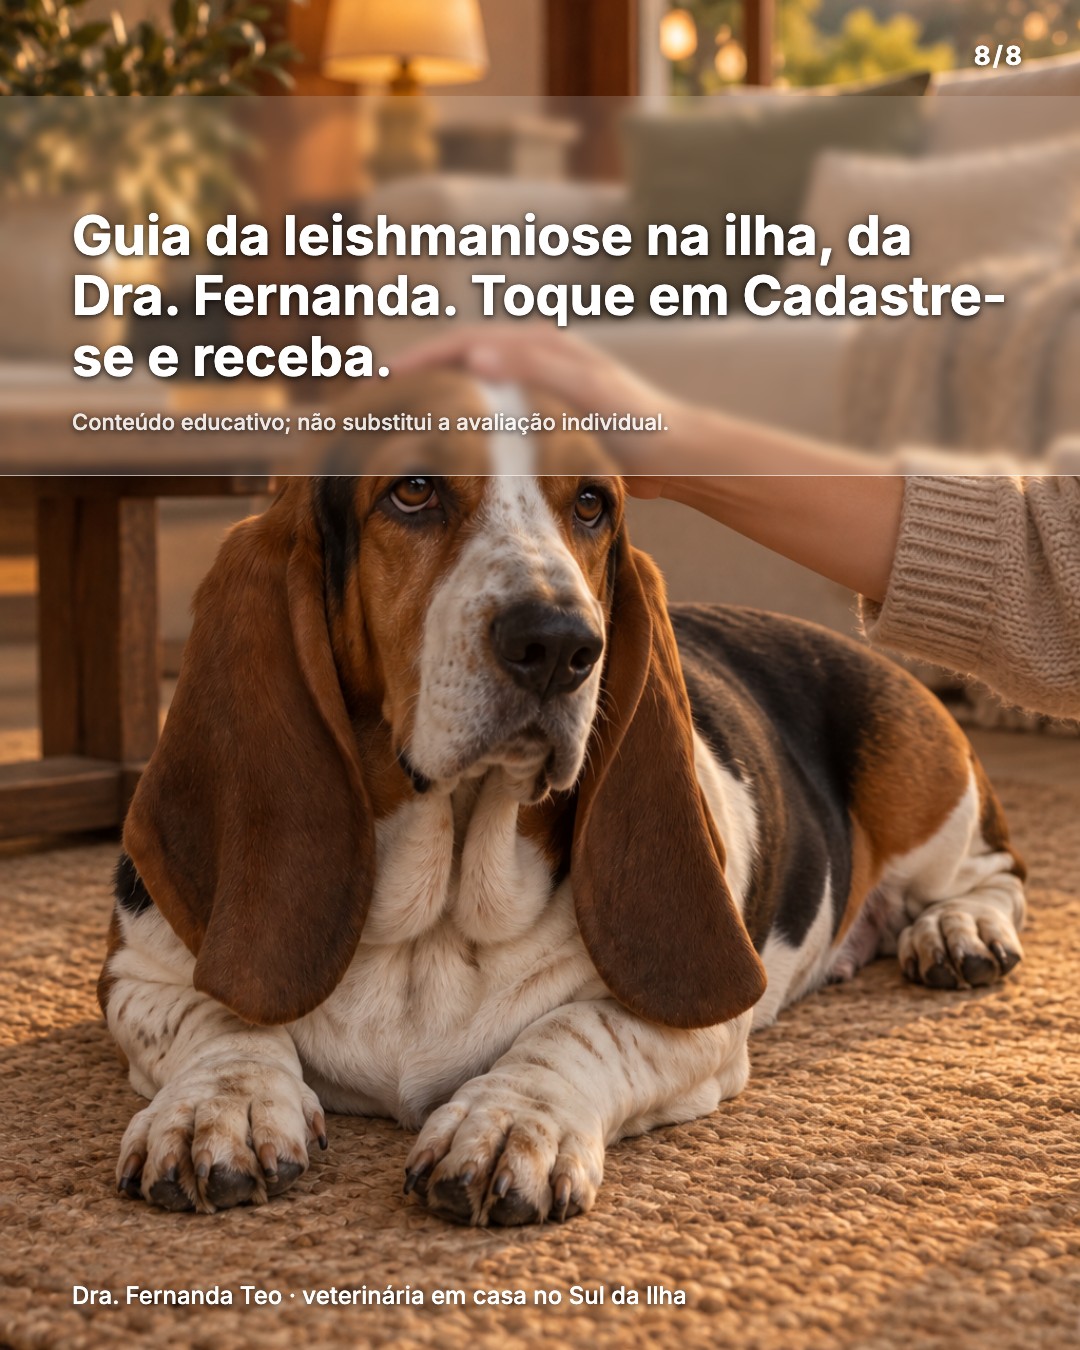 8/8
Guia da leishmaniose na ilha, da
Dra. Fernanda. Toque em Cadastre-
se e receba.
Conteúdo educativo; não substitui a avaliação individual.
Dra. Fernanda Teo · veterinária em casa no Sul da Ilha